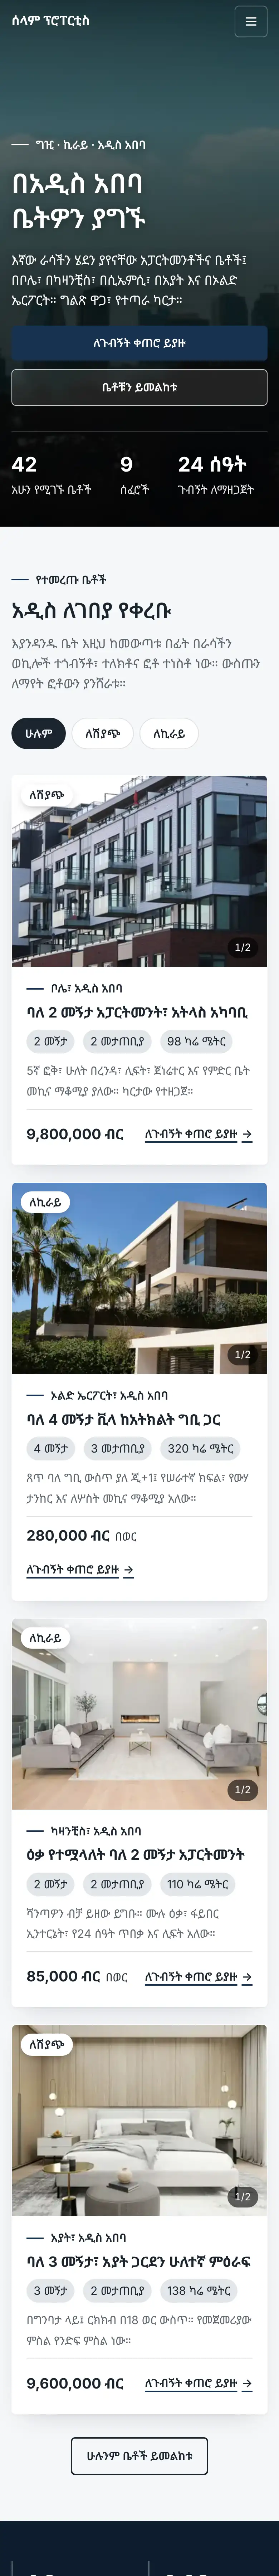 ሰላም ፕሮፐርቲስ
ግዢ · ኪራይ · አዲስ አበባ
በአዲስ አበባ
ቤትዎን ያግኙ
እኛው ራሳችን ሄደን ያየናቸው አፓርትመንቶችና ቤቶች፤
በቦሌ፣ በካዛንቺስ፣ በሲኤምሲ፣ በአያት እና በኦልድ
ኤርፖርት። ግልጽ ዋጋ፣ የተጣራ ካርታ።
ለጉብኝት ቀጠሮ ይያዙ
ቤቶቹን ይመልከቱ
42 9 24 ሰዓት
አሁን የሚገኙ ቤቶች ሰፈሮች ጉብኝት ለማዘጋጀት
የተመረጡ ቤቶች
አዲስ ለገበያ የቀረቡ
እያንዳንዱ ቤት እዚህ ከመውጣቱ በፊት በራሳችን
ወኪሎች ተጎብኝቶ፣ ተለክቶና ፎቶ ተነስቶ ነው። ውስጡን
ለማየት ፎቶውን ያንሸራቱ።
ሁሉም ለሽያጭ ለኪራይ
ለሽያጭ
1/2
ቦሌ፣ አዲስ አበባ
ባለ 2 መኝታ አፓርትመንት፣ አትላስ አካባቢ
2 መኝታ 2 መታጠቢያ 98 ካሬ ሜትር
5ኛ ፎቅ፣ ሁለት በረንዳ፣ ሊፍት፣ ጀነሬተር እና የምድር ቤት
መኪና ማቆሚያ ያለው። ካርታው የተዘጋጀ።
9,800,000 ብር ለጉብኝት ቀጠሮ ይያዙ →
ለኪራይ
1/2
ኦልድ ኤርፖርት፣ አዲስ አበባ
ባለ 4 መኝታ ቪላ ከአትክልት ግቢ ጋር
4 መኝታ 3 መታጠቢያ 320 ካሬ ሜትር
ጸጥ ባለ ግቢ ውስጥ ያለ ጂ+1፤ የሠራተኛ ክፍል፣ የውሃ
ታንከር እና ለሦስት መኪና ማቆሚያ አለው።
280,000 ብር በወር
ለጉብኝት ቀጠሮ ይያዙ →
ለኪራይ
1/2
ካዛንቺስ፣ አዲስ አበባ
ዕቃ የተሟላለት ባለ 2 መኝታ አፓርትመንት
2 መኝታ 2 መታጠቢያ 110 ካሬ ሜትር
ሻንጣዎን ብቻ ይዘው ይግቡ። ሙሉ ዕቃ፣ ፋይበር
ኢንተርኔት፣ የ24 ሰዓት ጥበቃ እና ሊፍት አለው።
85,000 ብር በወር ለጉብኝት ቀጠሮ ይያዙ →
ለሽያጭ
1/2
አያት፣ አዲስ አበባ
ባለ 3 መኝታ፣ አያት ጋርደን ሁለተኛ ምዕራፍ
3 መኝታ 2 መታጠቢያ 138 ካሬ ሜትር
በግንባታ ላይ፤ ርክክብ በ18 ወር ውስጥ። የመጀመሪያው
ምስል የንድፍ ምስል ነው።
9,600,000 ብር ለጉብኝት ቀጠሮ ይያዙ →
ሁሉንም ቤቶች ይመልከቱ